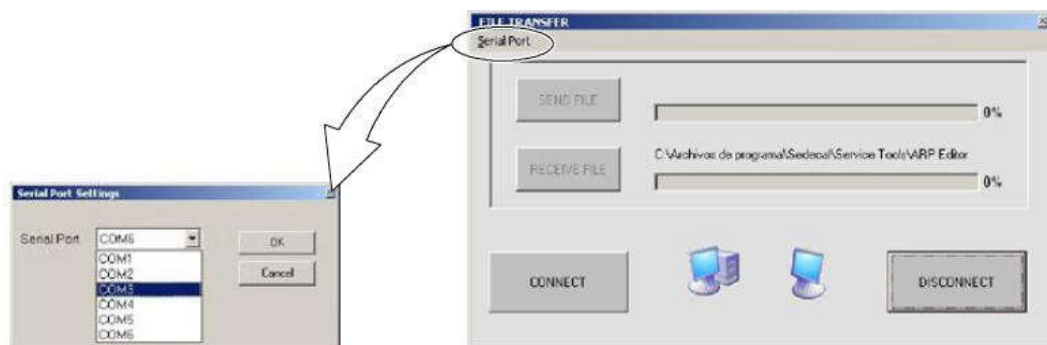 FILE TRANSFER
Serial Port
SEND FILE
0%
C:\Archivos de programa\Sedecal\Service Tools\ARP Editor
RECEIVE FILE
0%
CONNECT
DISCONNECT
Serial Port Settings
Serial Port
COM6
OK
COM1
COM2
Cancel
COM3
COM4
COM5
COM6